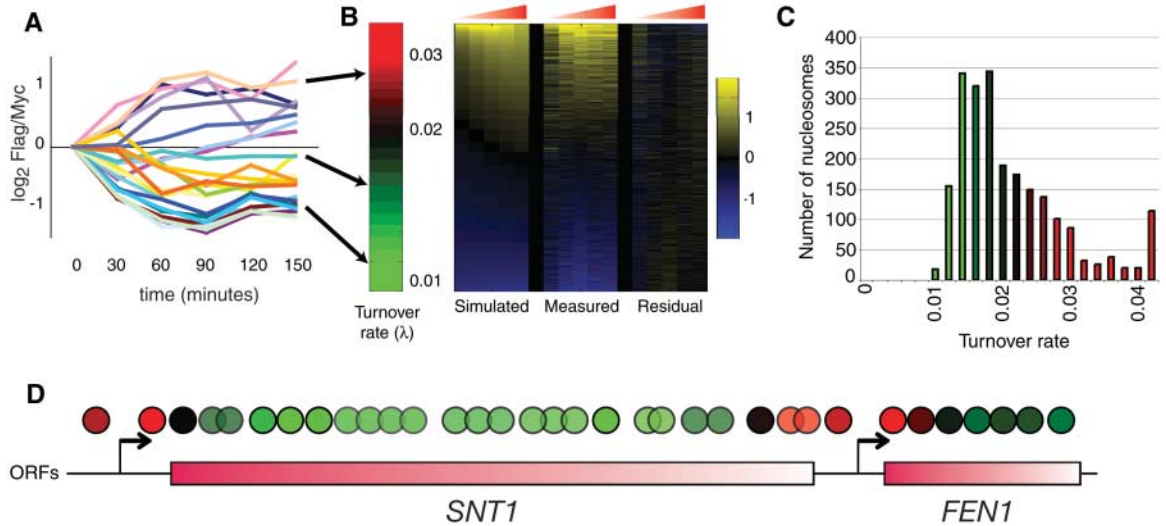 A
log2 Flag/Myc
1
0
-1
0 30 60 90 120 150
time (minutes)
0.03
0.02
0.01
Turnover
rate (λ)
B
Simulated Measured Residual
1
0
-1
C
Number of nucleosomes
400
350
300
250
200
150
100
50
0
0 0.01 0.02 0.03 0.04
Turnover rate
D
ORFs
SNT1 FEN1